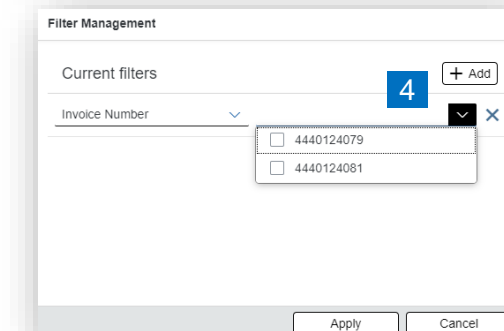 Filter Management
Current filters
+ Add
4
Invoice Number
4440124079
4440124081
Apply
Cancel